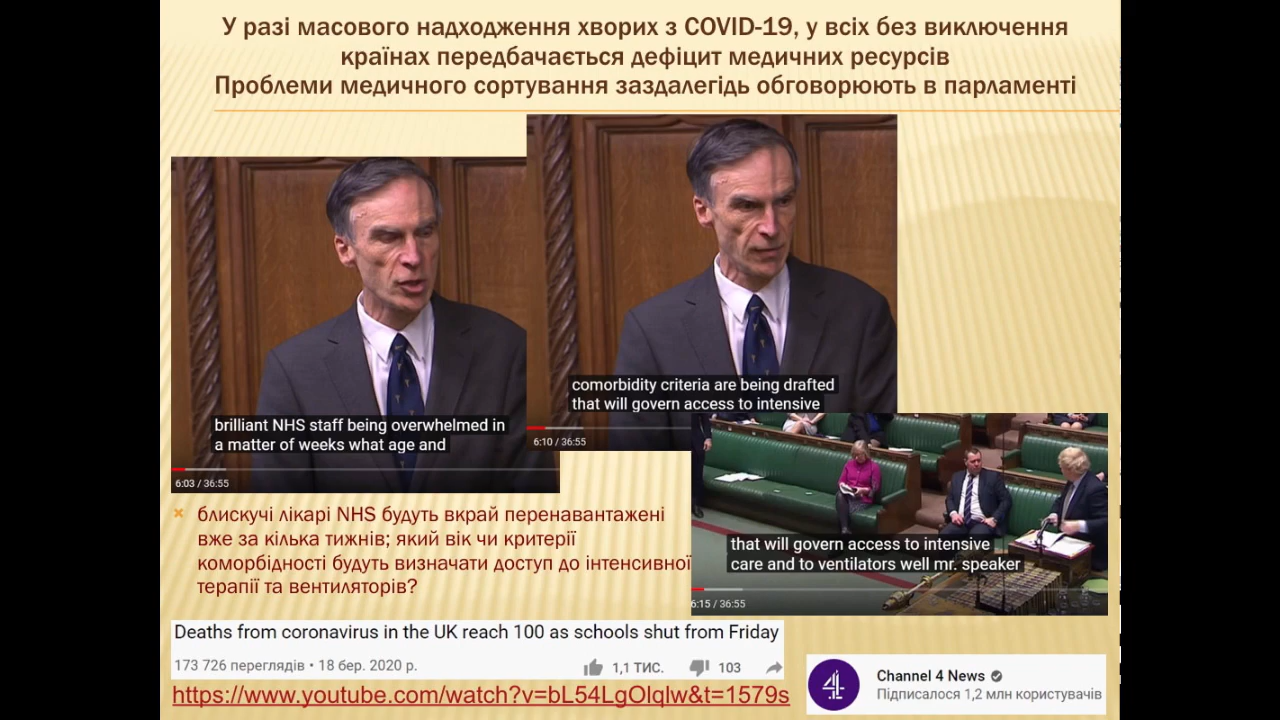 У разі масового надходження хворих з COVID-19, у всіх без виключення
країнах передбачається дефіцит медичних ресурсів
Проблеми медичного сортування заздалегідь обговорюють в парламенті
brilliant NHS staff being overwhelmed in
a matter of weeks what age and
6:03 / 36:55
comorbidity criteria are being drafted
that will govern access to intensive
6:10 / 36:55
that will govern access to intensive
care and to ventilators well mr. speaker
6:15 / 36:55
блискучі лікарі NHS будуть вкрай перенавантажені
вже за кілька тижнів; який вік чи критерії
коморбідності будуть визначати доступ до інтенсивної
терапії та вентиляторів?
Deaths from coronavirus in the UK reach 100 as schools shut from Friday
173 726 переглядів • 18 бер. 2020 р.
1,1 ТИС.
103
https://www.youtube.com/watch?v=bL54LgOlqlw&t=1579s
4
Channel 4 News
Підписалося 1,2 млн користувачів